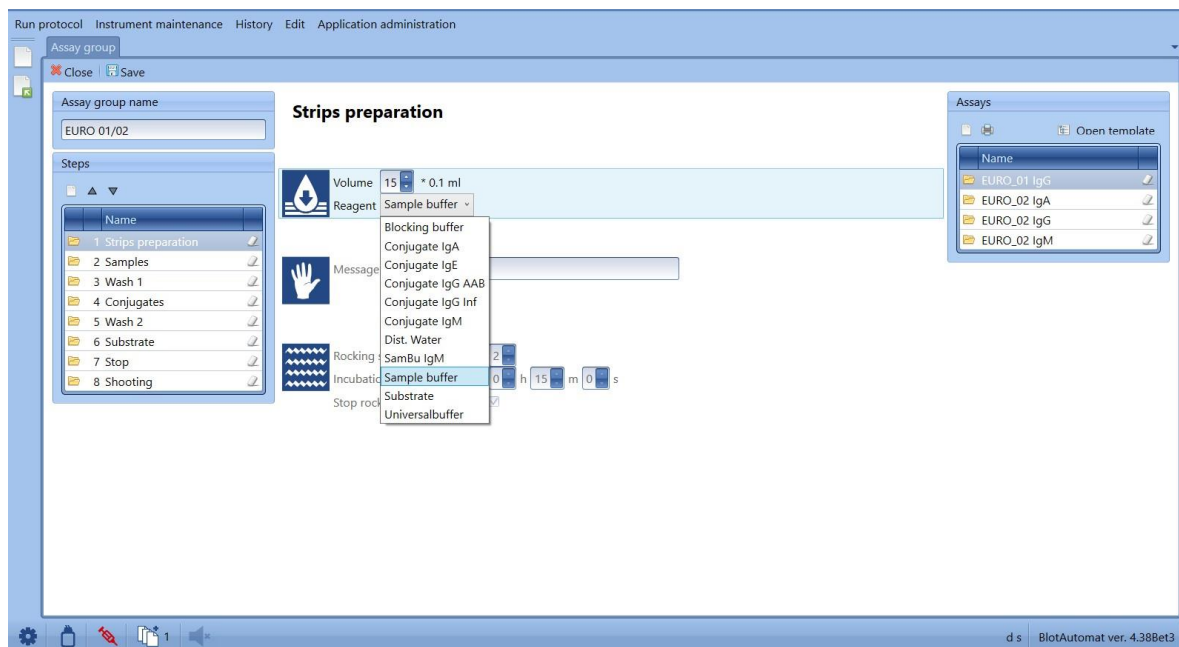 Run protocol Instrument maintenance History Edit Application administration
Assay group
Close Save
Assay group name
EURO 01/02
Steps
Name
1 Strips preparation
2 Samples
3 Wash 1
4 Conjugates
5 Wash 2
6 Substrate
7 Stop
8 Shooting
Strips preparation
Volume 15 * 0.1 ml
Reagent Sample buffer
Blocking buffer
Conjugate IgA
Conjugate IgE
Conjugate IgG AAB
Conjugate IgG Inf
Conjugate IgM
Dist. Water
SamBu IgM
Sample buffer
Substrate
Universalbuffer
Message
Rocking s 2
Incubatio 0 h 15 m 0 s
Stop rock
Assays
Open template
Name
EURO_01 IgG
EURO_02 IgA
EURO_02 IgG
EURO_02 IgM
1
d s BlotAutomat ver. 4.38Bet3